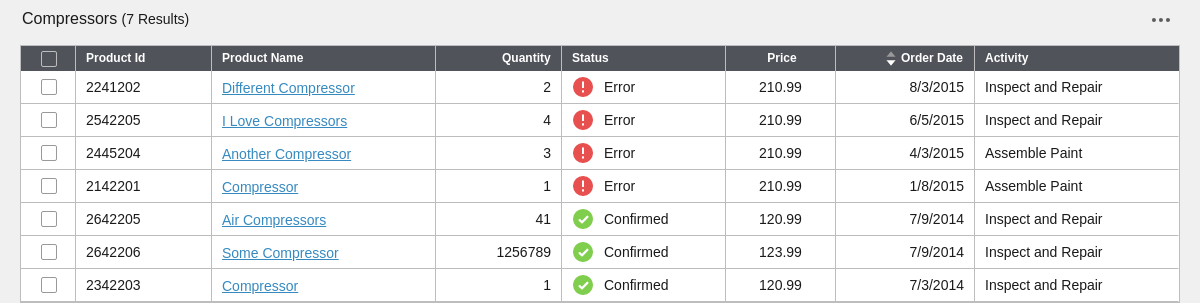 Compressors (7 Results)
Product Id Product Name Quantity Status Price Order Date Activity
2241202 Different Compressor 2 Error 210.99 8/3/2015 Inspect and Repair
2542205 I Love Compressors 4 Error 210.99 6/5/2015 Inspect and Repair
2445204 Another Compressor 3 Error 210.99 4/3/2015 Assemble Paint
2142201 Compressor 1 Error 210.99 1/8/2015 Assemble Paint
2642205 Air Compressors 41 Confirmed 120.99 7/9/2014 Inspect and Repair
2642206 Some Compressor 1256789 Confirmed 123.99 7/9/2014 Inspect and Repair
2342203 Compressor 1 Confirmed 120.99 7/3/2014 Inspect and Repair